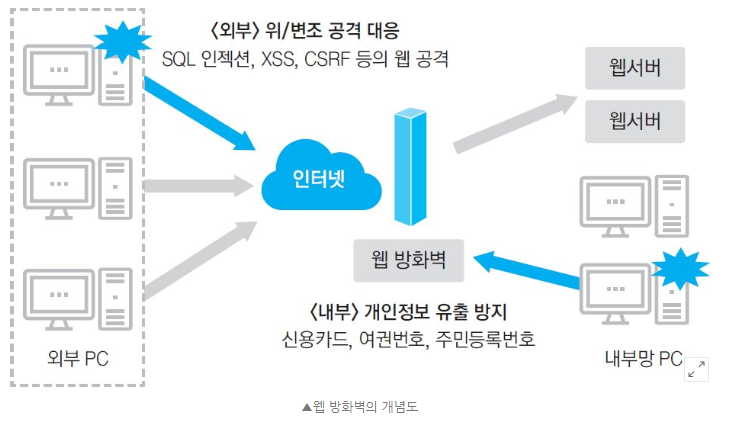 〈외부〉 위/변조 공격 대응
SQL 인젝션, XSS, CSRF 등의 웹 공격
웹서버
웹서버
인터넷
웹 방화벽
〈내부〉 개인정보 유출 방지
신용카드, 여권번호, 주민등록번호
외부 PC
내부망 PC
▲웹 방화벽의 개념도